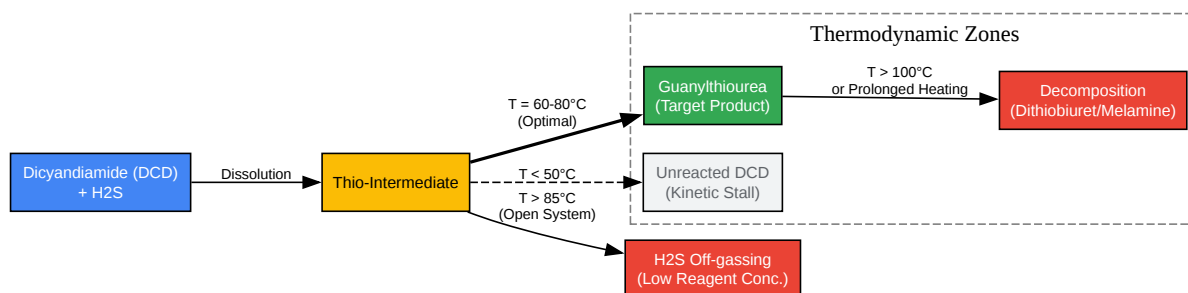 Thermodynamic Zones
Dicyandiamide (DCD)
+ H2S
Dissolution
Thio-Intermediate
T = 60-80°C
(Optimal)
Guanylthiourea
(Target Product)
T > 100°C
or Prolonged Heating
Decomposition
(Dithiobiuret/Melamine)
T < 50°C
Unreacted DCD
(Kinetic Stall)
T > 85°C
(Open System)
H2S Off-gassing
(Low Reagent Conc.)